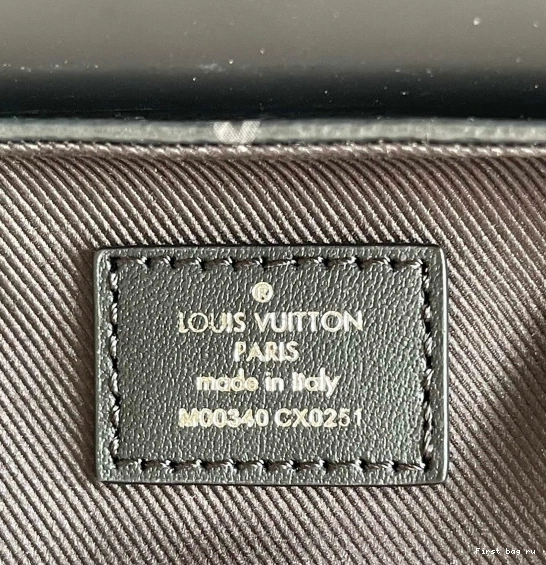 ®
LOUIS VUITTON
PARIS
made in Italy
M00340 CX0251
First bag ru